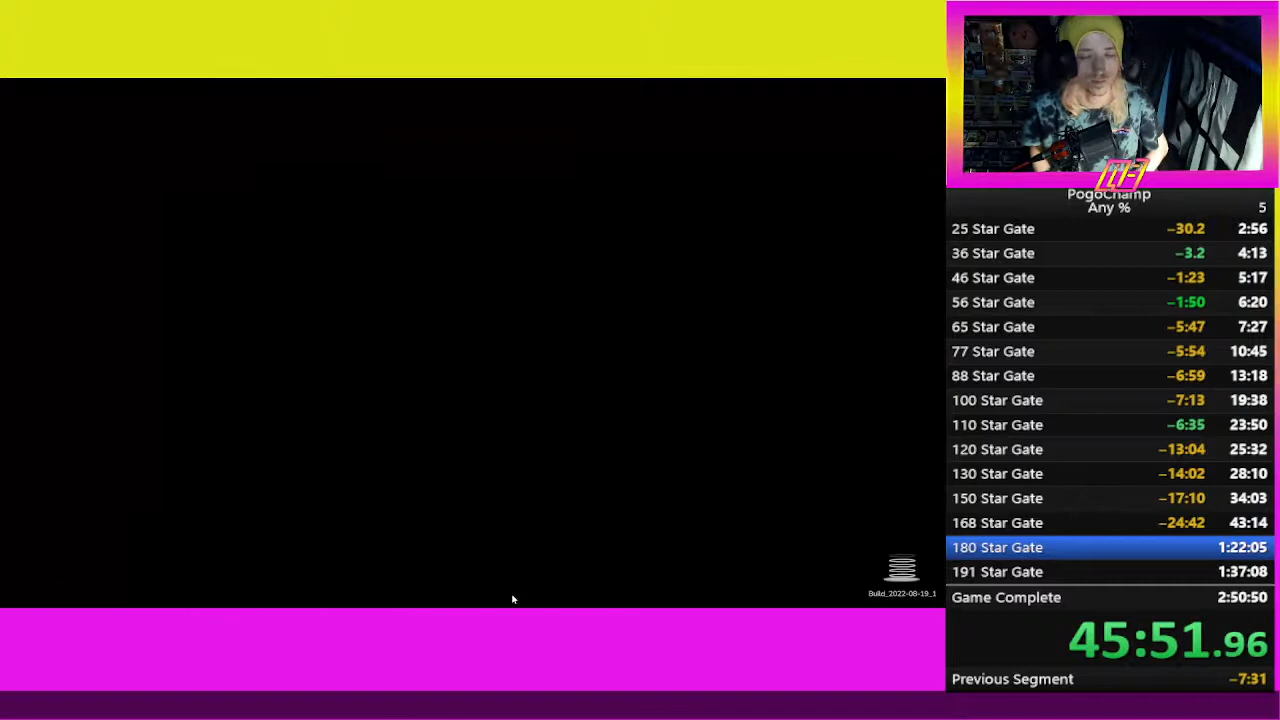 PogoChamp
Any % 5
25 Star Gate −30.2 2:56
36 Star Gate −3.2 4:13
46 Star Gate −1:23 5:17
56 Star Gate −1:50 6:20
65 Star Gate −5:47 7:27
77 Star Gate −5:54 10:45
88 Star Gate −6:59 13:18
100 Star Gate −7:13 19:38
110 Star Gate −6:35 23:50
120 Star Gate −13:04 25:32
130 Star Gate −14:02 28:10
150 Star Gate −17:10 34:03
168 Star Gate −24:42 43:14
180 Star Gate 1:22:05
191 Star Gate 1:37:08
Build_2022-08-19_1
Game Complete 2:50:50
45:51.96
Previous Segment −7:31